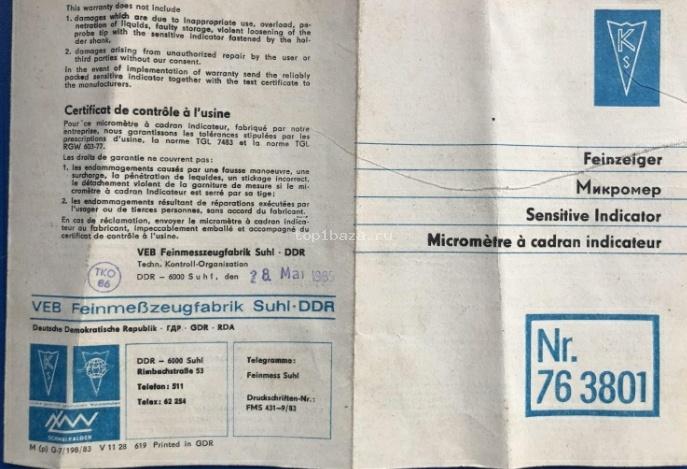 This warranty does not include
1. damages which are due to inappropriate use, overload, pe-
netration of liquids, faulty storage, violent loosening of the
probe tip with the sensitive indicator fastened by the hol-
der shank.
2. damages arising from unauthorized repair by the user or
third parties without our consent.
In the event of implementation of warranty send the reliably
packed sensitive indicator together with the test certificate to
the manufacturers.
Certificat de contrôle à l'usine
Pour ce micromètre à cadran indicateur, fabriqué par notre
entreprise, nous garantissons les tolérances stipulées par les
prescriptions d'usine, la norme TGL 7483 et la norme TGL
RGW 603-77.
Les droits de garantie ne couvrent pas:
1. les endommagements causés par une fausse manoeuvre, une
surcharge, la pénétration de lequides, un stickage incorrect,
le détachement violent de la garniture de mesure si le mi-
cromètre à cadran indicateur est serré par sa tige;
2. les endommagements résultant de réparations exécutées par
l'usager ou de tierces personnes, sans accord du fabricant.
En cas de réclamation, envoyer le micromètre à cadran indica-
teur au fabricant, impeccablement emballé et accompagné du
certificat de contrôle à l'usine.
VEB Feinmesszeugfabrik Suhl · DDR
Techn. Kontroll-Organisation
DDR – 6000 Suhl, den 28. Mai 1985
TKO
86
VEB Feinmeßzeugfabrik Suhl·DDR
Deutsche Demokratische Republik · ГДР · GDR · RDA
DDR – 6000 Suhl
Rimbachstraße 53
Telefon: 511
Telex: 62 254
Telegramme:
Feinmess Suhl
Druckschriften-Nr.:
FMS 431-9/83
KS
SCHMALKALDEN
M (p) G-7/198/83 V 11 28 619 Printed in GDR
KS
Feinzeiger
Микромер
Sensitive Indicator
Micromètre à cadran indicateur
Nr.
76 3801
top1baza.ru